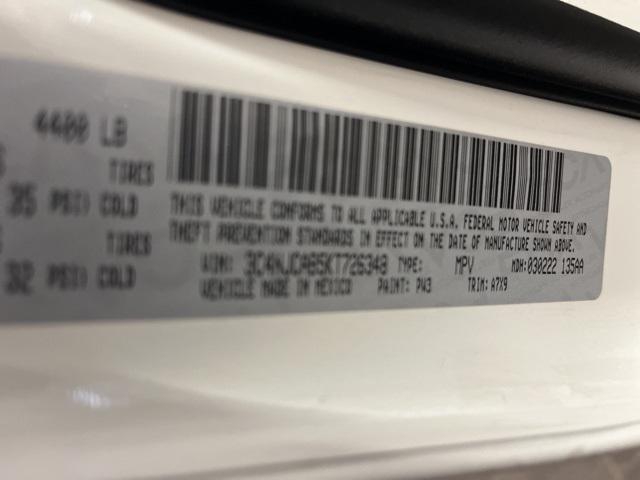 4400 LB
TIRES
35 PSI) COLD
TIRES
32 PSI) COLD
THIS VEHICLE CONFORMS TO ALL APPLICABLE U.S.A. FEDERAL MOTOR VEHICLE SAFETY AND
THEFT PREVENTION STANDARDS IN EFFECT ON THE DATE OF MANUFACTURE SHOWN ABOVE.
VIN: 3C4NJDAB5KT726348 TYPE: MPV MDH:030222 135AA
VEHICLE MADE IN MEXICO PAINT: PW3 TRIM: A7X9